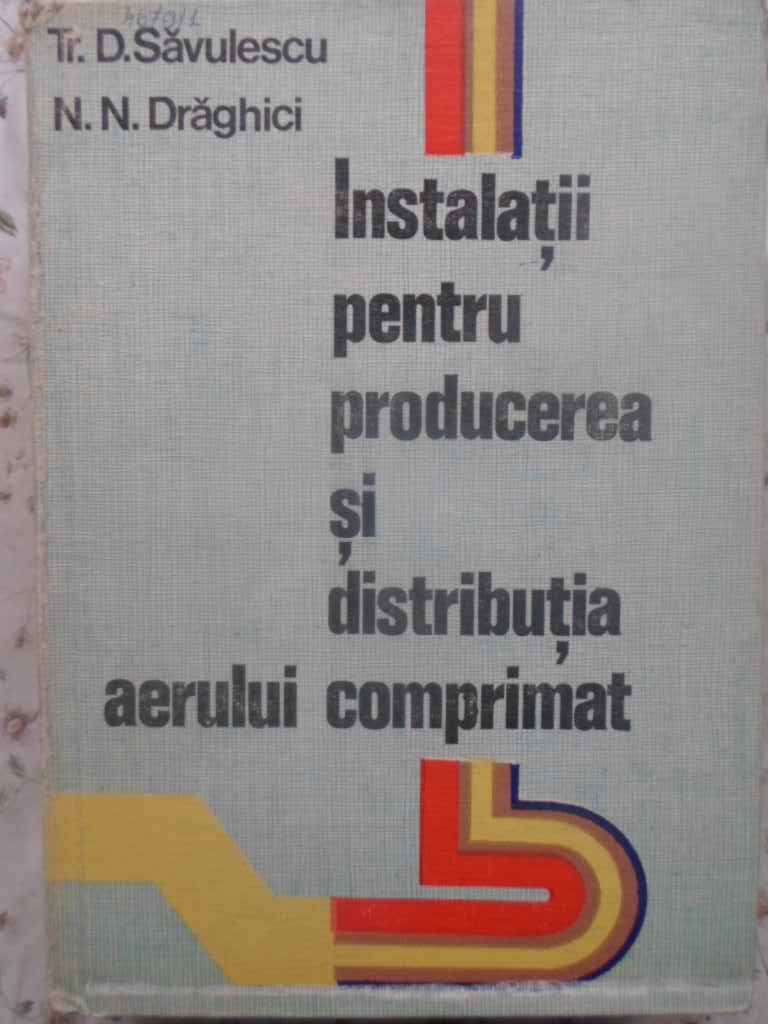 Tr. D. Săvulescu
N. N. Drăghici
Instalații
pentru
producerea
și
distribuția
aerului comprimat